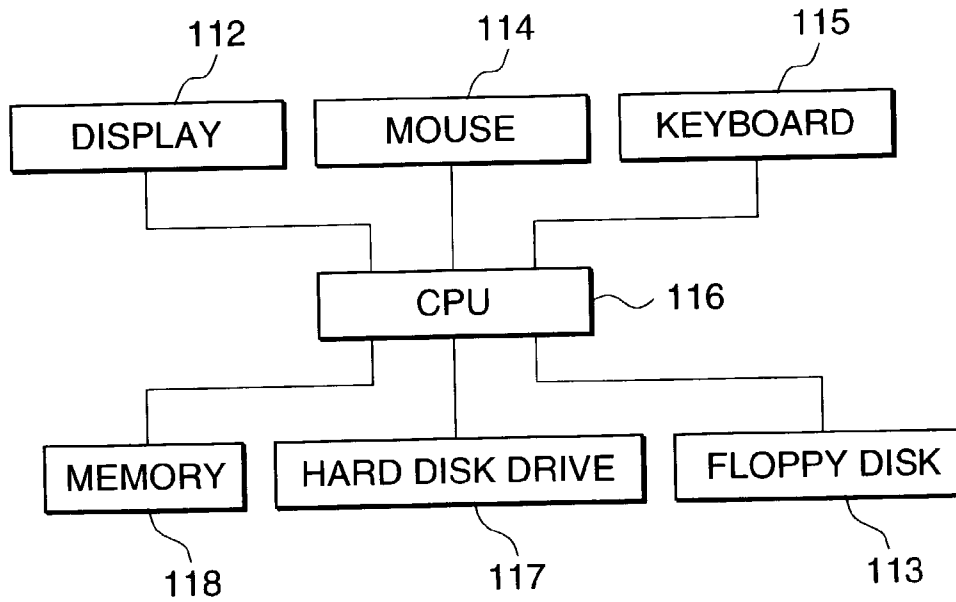 112
114
115
DISPLAY
MOUSE
KEYBOARD
CPU
116
MEMORY
HARD DISK DRIVE
FLOPPY DISK
118
117
113